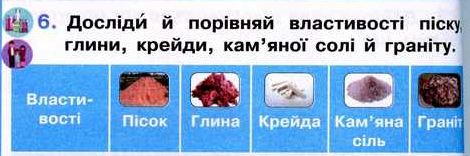 6. Досліди́ й порівняй властивості піску,
глини, крейди, кам’яної солі й граніту.
Власти-
вості
Пісок
Глина
Крейда
Кам’яна
сіль
Граніт